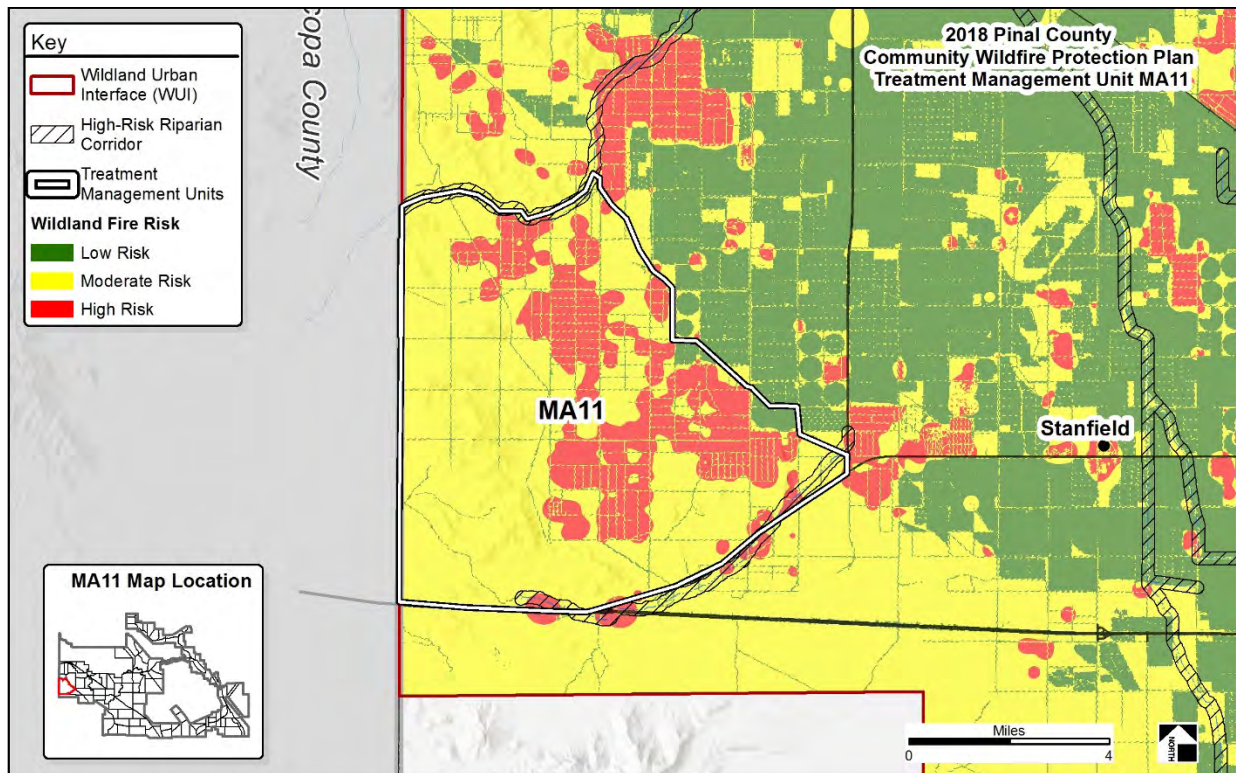 Key
Wildland Urban
Interface (WUI)
High-Risk Riparian
Corridor
Treatment
Management Units
Wildland Fire Risk
Low Risk
Moderate Risk
High Risk
copa County
2018 Pinal County
Community Wildfire Protection Plan
Treatment Management Unit MA11
MA11
Stanfield
MA11 Map Location
Miles
0
4
NORTH